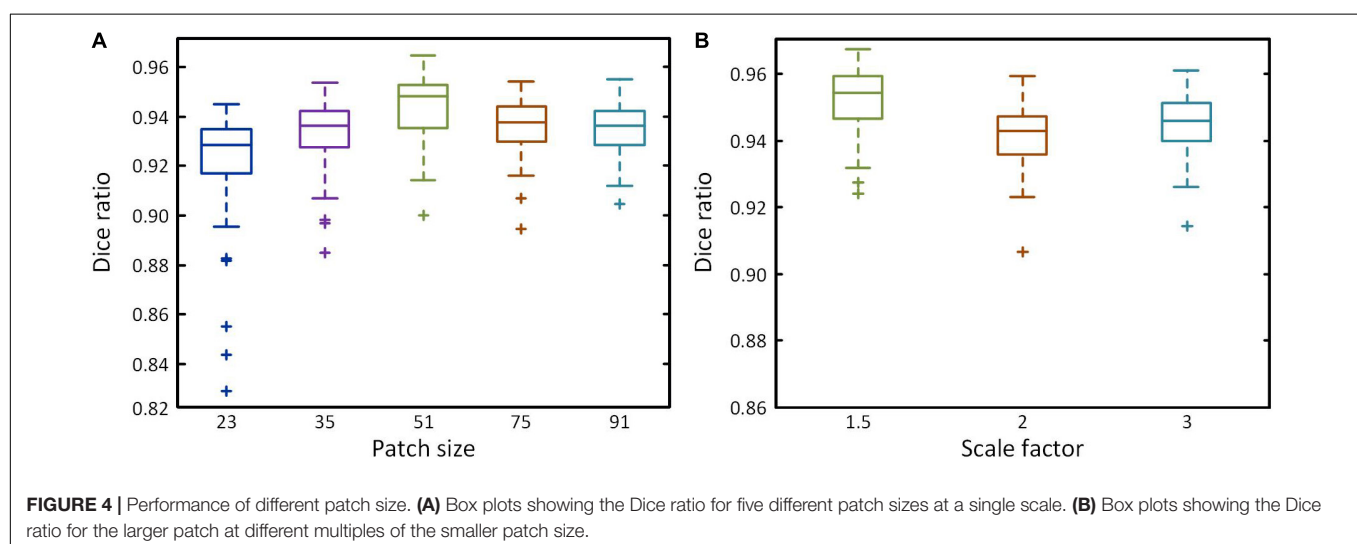 A
0.96
0.94
0.92
0.90
0.88
0.86
0.84
0.82
Dice ratio
23 35 51 75 91
Patch size
B
0.96
0.94
0.92
0.90
0.88
0.86
Dice ratio
1.5 2 3
Scale factor
FIGURE 4 | Performance of different patch size. (A) Box plots showing the Dice ratio for five different patch sizes at a single scale. (B) Box plots showing the Dice
ratio for the larger patch at different multiples of the smaller patch size.